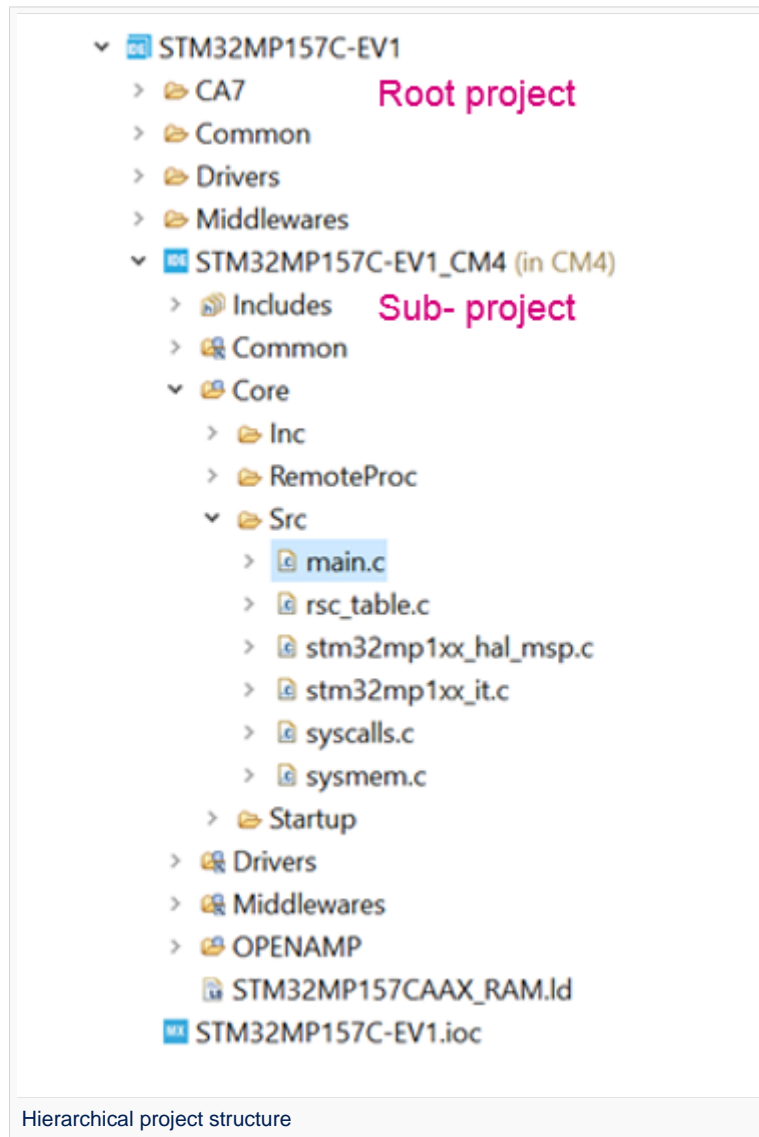 STM32MP157C-EV1
CA7 Root project
Common
Drivers
Middlewares
STM32MP157C-EV1_CM4 (in CM4)
Includes Sub- project
Common
Core
Inc
RemoteProc
Src
main.c
rsc_table.c
stm32mp1xx_hal_msp.c
stm32mp1xx_it.c
syscalls.c
sysmem.c
Startup
Drivers
Middlewares
OPENAMP
STM32MP157CAAX_RAM.ld
STM32MP157C-EV1.ioc
Hierarchical project structure